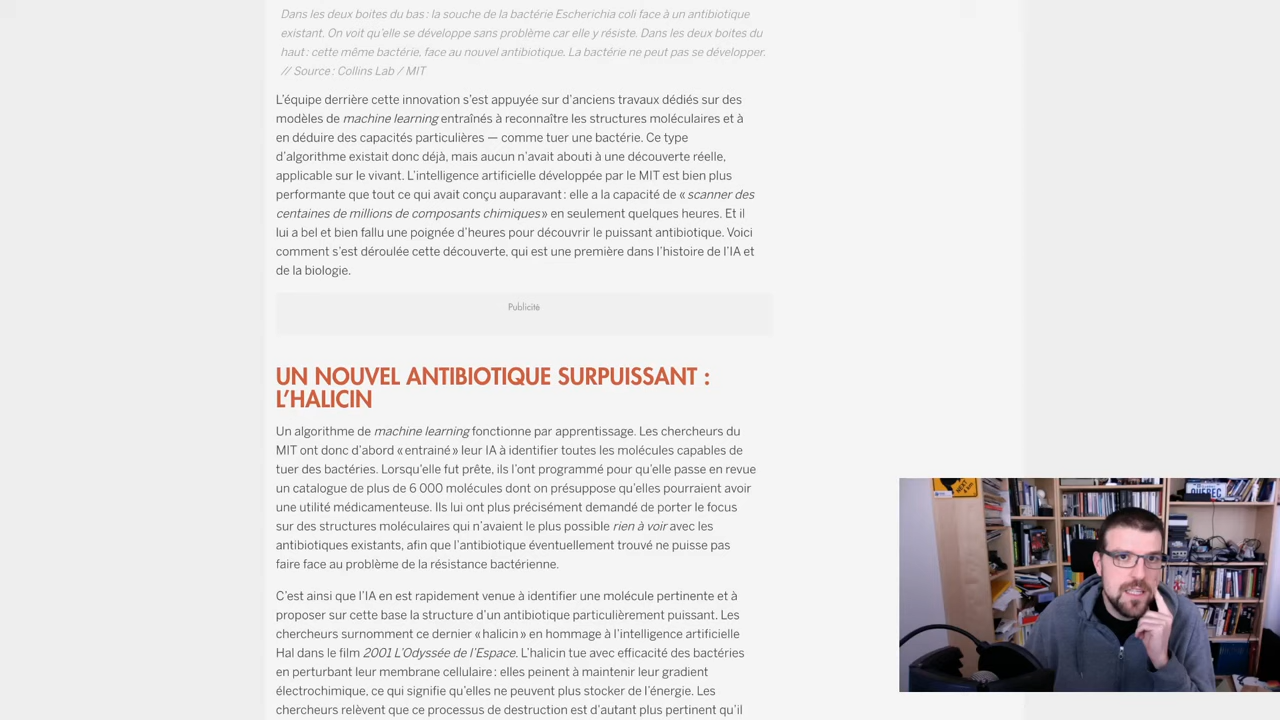 Dans les deux boites du bas : la souche de la bactérie Escherichia coli face à un antibiotique
existant. On voit qu'elle se développe sans problème car elle y résiste. Dans les deux boites du
haut : cette même bactérie, face au nouvel antibiotique. La bactérie ne peut pas se développer.
// Source : Collins Lab / MIT
L'équipe derrière cette innovation s'est appuyée sur d'anciens travaux dédiés sur des
modèles de machine learning entraînés à reconnaître les structures moléculaires et à
en déduire des capacités particulières — comme tuer une bactérie. Ce type
d'algorithme existait donc déjà, mais aucun n'avait abouti à une découverte réelle,
applicable sur le vivant. L'intelligence artificielle développée par le MIT est bien plus
performante que tout ce qui avait conçu auparavant : elle a la capacité de « scanner des
centaines de millions de composants chimiques » en seulement quelques heures. Et il
lui a bel et bien fallu une poignée d'heures pour découvrir le puissant antibiotique. Voici
comment s'est déroulée cette découverte, qui est une première dans l'histoire de l'IA et
de la biologie.
Publicité
UN NOUVEL ANTIBIOTIQUE SURPUISSANT :
L'HALICIN
Un algorithme de machine learning fonctionne par apprentissage. Les chercheurs du
MIT ont donc d'abord « entrainé » leur IA à identifier toutes les molécules capables de
tuer des bactéries. Lorsqu'elle fut prête, ils l'ont programmé pour qu'elle passe en revue
un catalogue de plus de 6 000 molécules dont on présuppose qu'elles pourraient avoir
une utilité médicamenteuse. Ils lui ont plus précisément demandé de porter le focus
sur des structures moléculaires qui n'avaient le plus possible rien à voir avec les
antibiotiques existants, afin que l'antibiotique éventuellement trouvé ne puisse pas
faire face au problème de la résistance bactérienne.
C'est ainsi que l'IA en est rapidement venue à identifier une molécule pertinente et à
proposer sur cette base la structure d'un antibiotique particulièrement puissant. Les
chercheurs surnomment ce dernier « halicin » en hommage à l'intelligence artificielle
Hal dans le film 2001 L'Odyssée de l'Espace. L'halicin tue avec efficacité des bactéries
en perturbant leur membrane cellulaire : elles peinent à maintenir leur gradient
électrochimique, ce qui signifie qu'elles ne peuvent plus stocker de l'énergie. Les
chercheurs relèvent que ce processus de destruction est d'autant plus pertinent qu'il
QUÉBEC